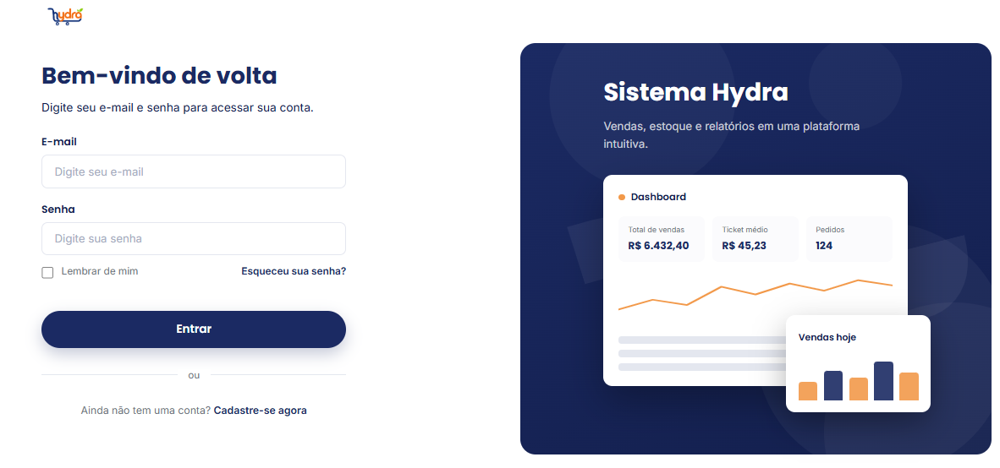 hydra
Bem-vindo de volta
Digite seu e-mail e senha para acessar sua conta.
E-mail
Digite seu e-mail
Senha
Digite sua senha
Lembrar de mim
Esqueceu sua senha?
Entrar
ou
Ainda não tem uma conta? Cadastre-se agora
Sistema Hydra
Vendas, estoque e relatórios em uma plataforma
intuitiva.
Dashboard
Total de vendas
R$ 6.432,40
Ticket médio
R$ 45,23
Pedidos
124
Vendas hoje